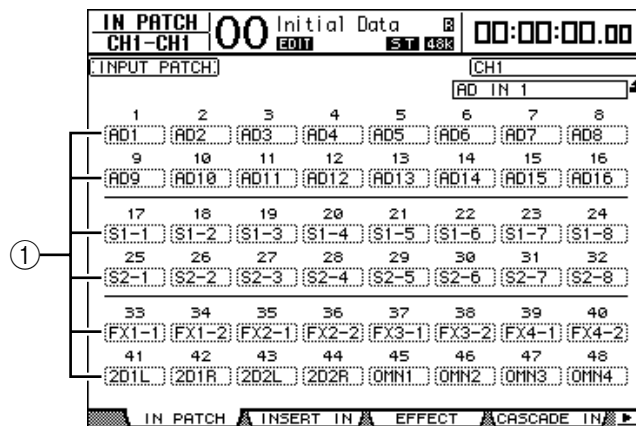 IN PATCH
CH1-CH1
00 Initial Data R
EDIT ST 48K
00:00:00.00
INPUT PATCH
CH1
AD IN 1
1 2 3 4 5 6 7 8
AD1 AD2 AD3 AD4 AD5 AD6 AD7 AD8
9 10 11 12 13 14 15 16
AD9 AD10 AD11 AD12 AD13 AD14 AD15 AD16
17 18 19 20 21 22 23 24
S1-1 S1-2 S1-3 S1-4 S1-5 S1-6 S1-7 S1-8
1
25 26 27 28 29 30 31 32
S2-1 S2-2 S2-3 S2-4 S2-5 S2-6 S2-7 S2-8
33 34 35 36 37 38 39 40
FX1-1 FX1-2 FX2-1 FX2-2 FX3-1 FX3-2 FX4-1 FX4-2
41 42 43 44 45 46 47 48
2D1L 2D1R 2D2L 2D2R OMN1 OMN2 OMN3 OMN4
IN PATCH INSERT IN EFFECT CASCADE IN